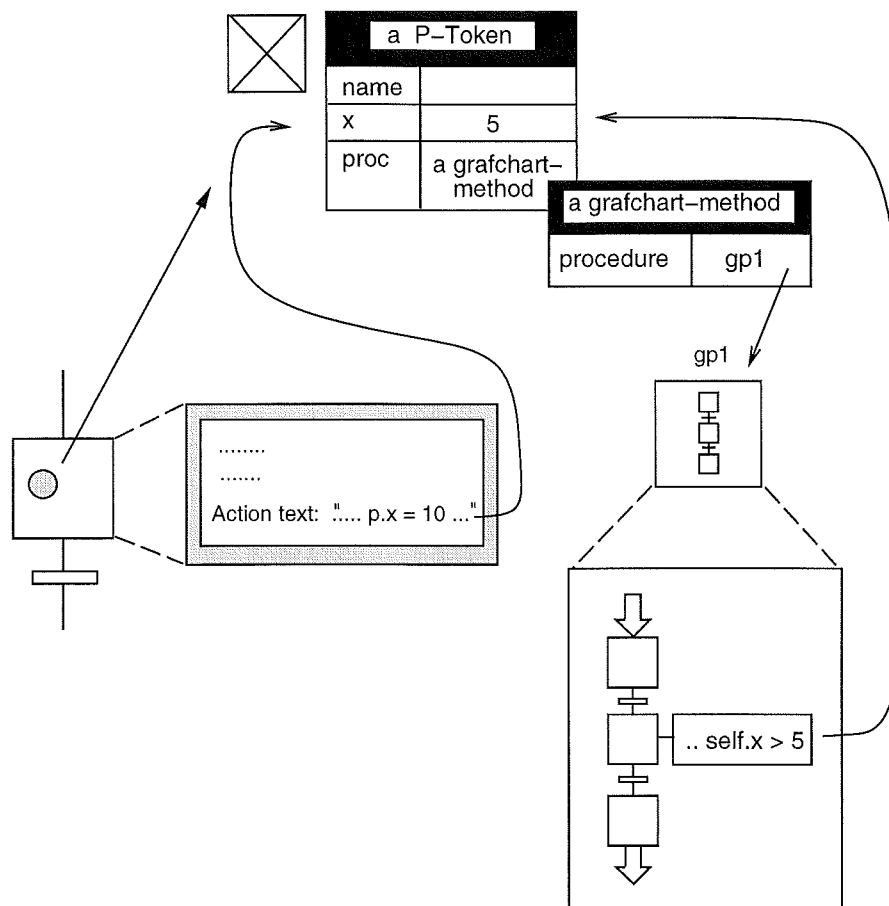 a P–Token
name
x 5
proc a grafchart–
method
a grafchart–method
procedure gp1
gp1
........
.......
Action text: "..... p.x = 10 ..."
.. self.x > 5